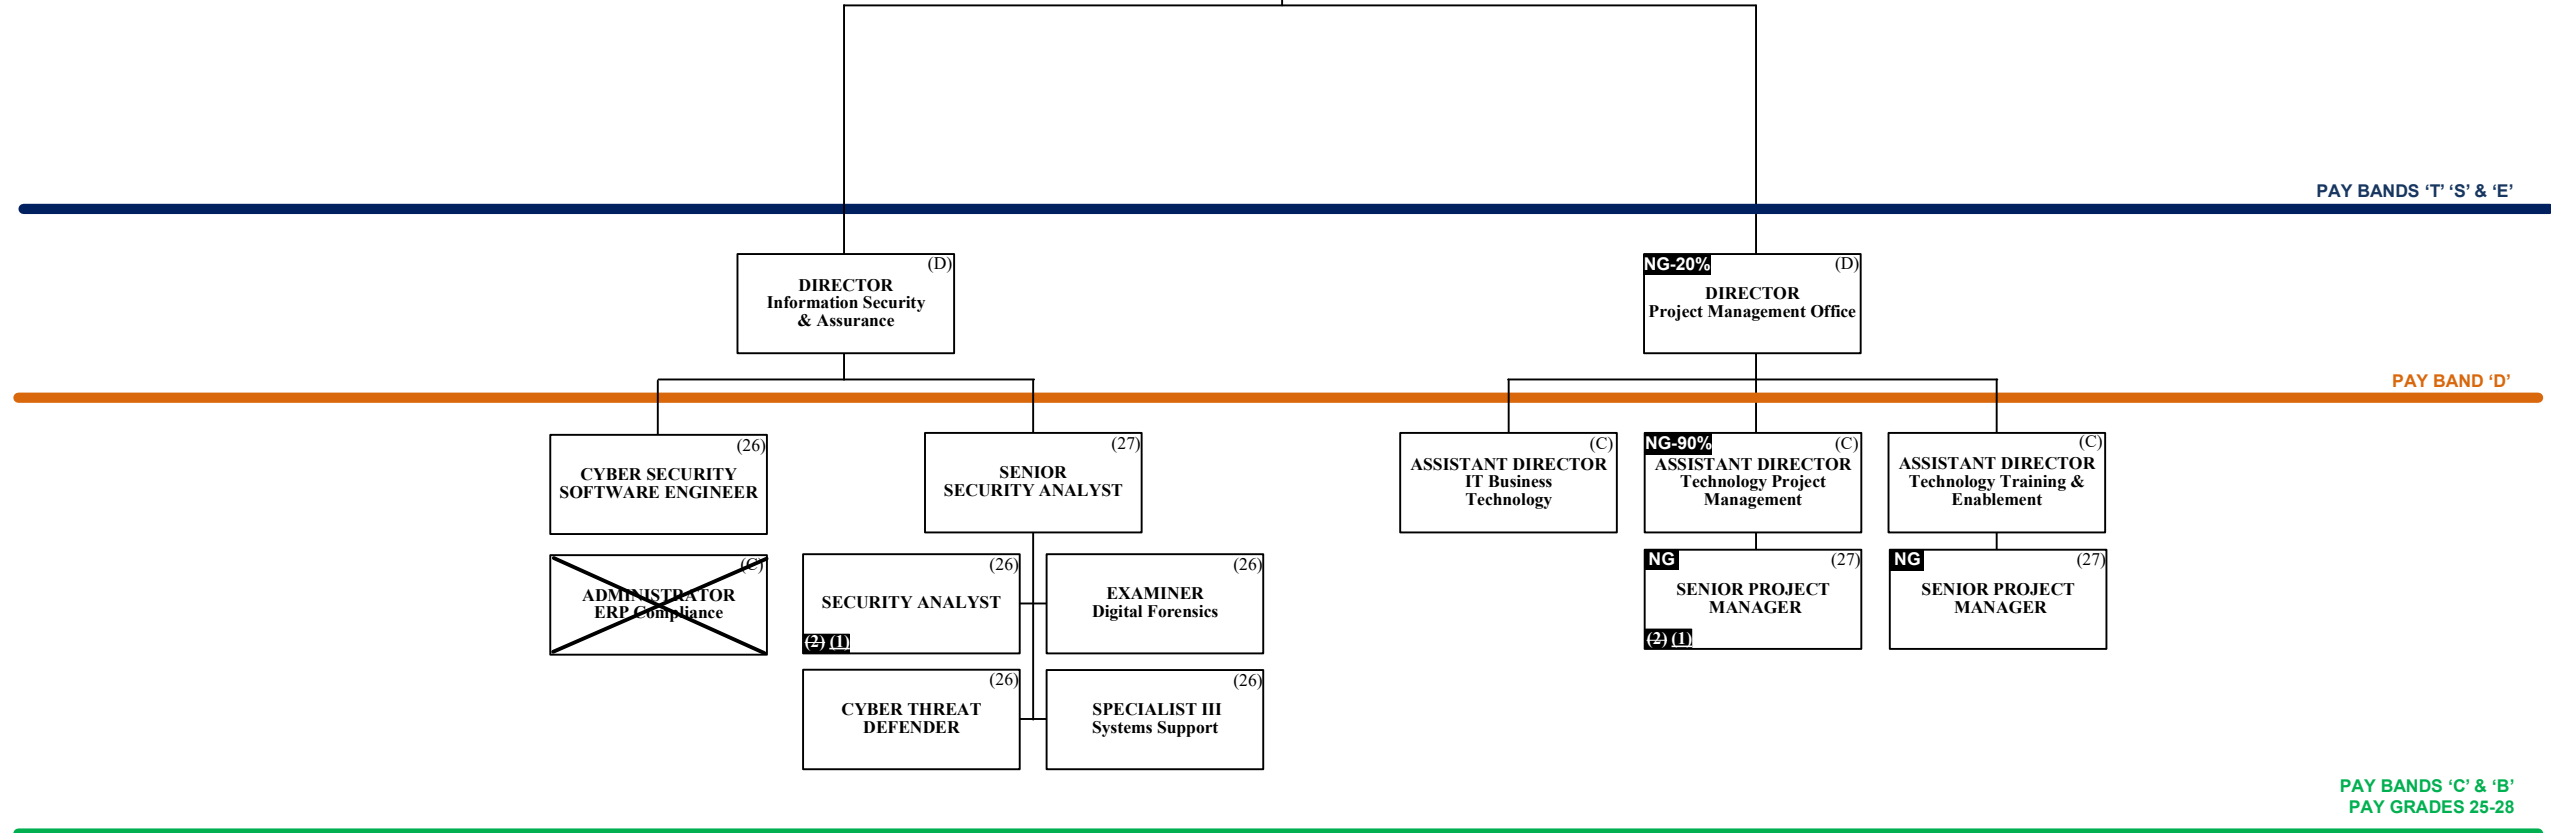 PAY BANDS ‘T’ ‘S’ & ‘E’
(D)
DIRECTOR
Information Security
& Assurance
NG-20%
(D)
DIRECTOR
Project Management Office
PAY BAND ‘D’
(26)
CYBER SECURITY
SOFTWARE ENGINEER
(27)
SENIOR
SECURITY ANALYST
(C)
ASSISTANT DIRECTOR
IT Business
Technology
NG-90%
(C)
ASSISTANT DIRECTOR
Technology Project
Management
(C)
ASSISTANT DIRECTOR
Technology Training &
Enablement
(C)
ADMINISTRATOR
ERP Compliance
(26)
SECURITY ANALYST
(2) (1)
(26)
EXAMINER
Digital Forensics
NG
(27)
SENIOR PROJECT
MANAGER
(2) (1)
NG
(27)
SENIOR PROJECT
MANAGER
(26)
CYBER THREAT
DEFENDER
(26)
SPECIALIST III
Systems Support
PAY BANDS ‘C’ & ‘B’
PAY GRADES 25-28